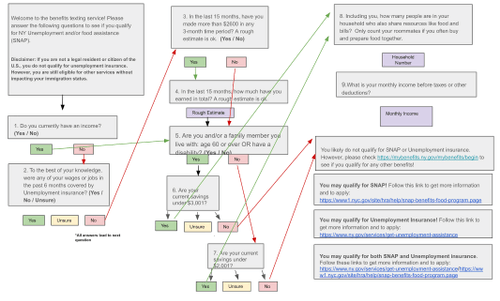 Welcome to the benefits texting service! Please
answer the following questions to see if you qualify
for NY Unemployment and/or food assistance
(SNAP).
Disclaimer: If you are not a legal resident or citizen of the
U.S., you do not qualify for unemployment insurance.
However, you are still eligible for other services without
impacting your immigration status.
1. Do you currently have an income?
(Yes / No)
Yes
No
2. To the best of your knowledge,
were any of your wages or jobs in
the past 6 months covered by
Unemployment insurance? (Yes /
No / Unsure)
Yes
Unsure
No
*All answers lead to next
question
3. In the last 15 months, have you
made more than $2600 in any
3-month time period? A rough
estimate is ok. (Yes / No)
Yes
No
4. In the last 15 months, how much have you
earned in total? A rough estimate is ok.
Rough Estimate
5. Are you and/or a family member you
live with: age 60 or over OR have a
disability? (Yes / No)
Yes
No
6. Are your
current savings
under $3,001?
Yes
Unsure
No
7. Are your current
savings under
$2,001?
Yes
Unsure
No
8. Including you, how many people are in your
household who also share resources like food and
bills? Only count your roommates if you often buy
and prepare food together.
Household
Number
9.What is your monthly income before taxes or other
deductions?
Monthly Income
You likely do not qualify for SNAP or Unemployment insurance.
However, please check https://mybenefits.ny.gov/mybenefits/begin to
see if you qualify for any other benefits!
You may qualify for SNAP! Follow this link to get more information
and to apply:
https://www1.nyc.gov/site/hra/help/snap-benefits-food-program.page
You may qualify for Unemployment Insurance! Follow this link to
get more information and to apply:
https://www.ny.gov/services/get-unemployment-assistance
You may qualify for both SNAP and Unemployment insurance.
Follow these links to get more information and to apply:
https://www.ny.gov/services/get-unemployment-assistance/https://ww
w1.nyc.gov/site/hra/help/snap-benefits-food-program.page